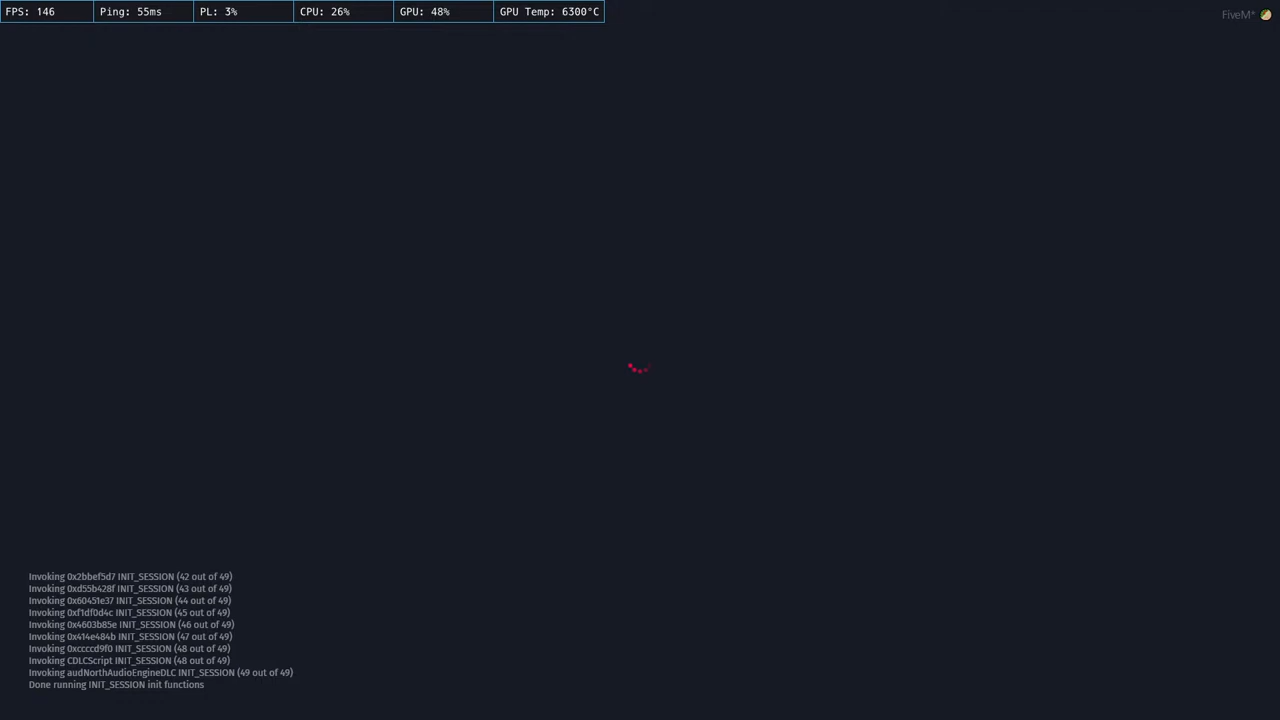 FPS: 146 Ping: 55ms PL: 3% CPU: 26% GPU: 48% GPU Temp: 6300°C
FiveM*
Invoking 0x2bbef5d7 INIT_SESSION (42 out of 49)
Invoking 0xd55b428f INIT_SESSION (43 out of 49)
Invoking 0x60451e37 INIT_SESSION (44 out of 49)
Invoking 0xf1df0d4c INIT_SESSION (45 out of 49)
Invoking 0x4603b85e INIT_SESSION (46 out of 49)
Invoking 0x414e484b INIT_SESSION (47 out of 49)
Invoking 0xccccd9f0 INIT_SESSION (48 out of 49)
Invoking CDLCScript INIT_SESSION (48 out of 49)
Invoking audNorthAudioEngineDLC INIT_SESSION (49 out of 49)
Done running INIT_SESSION init functions